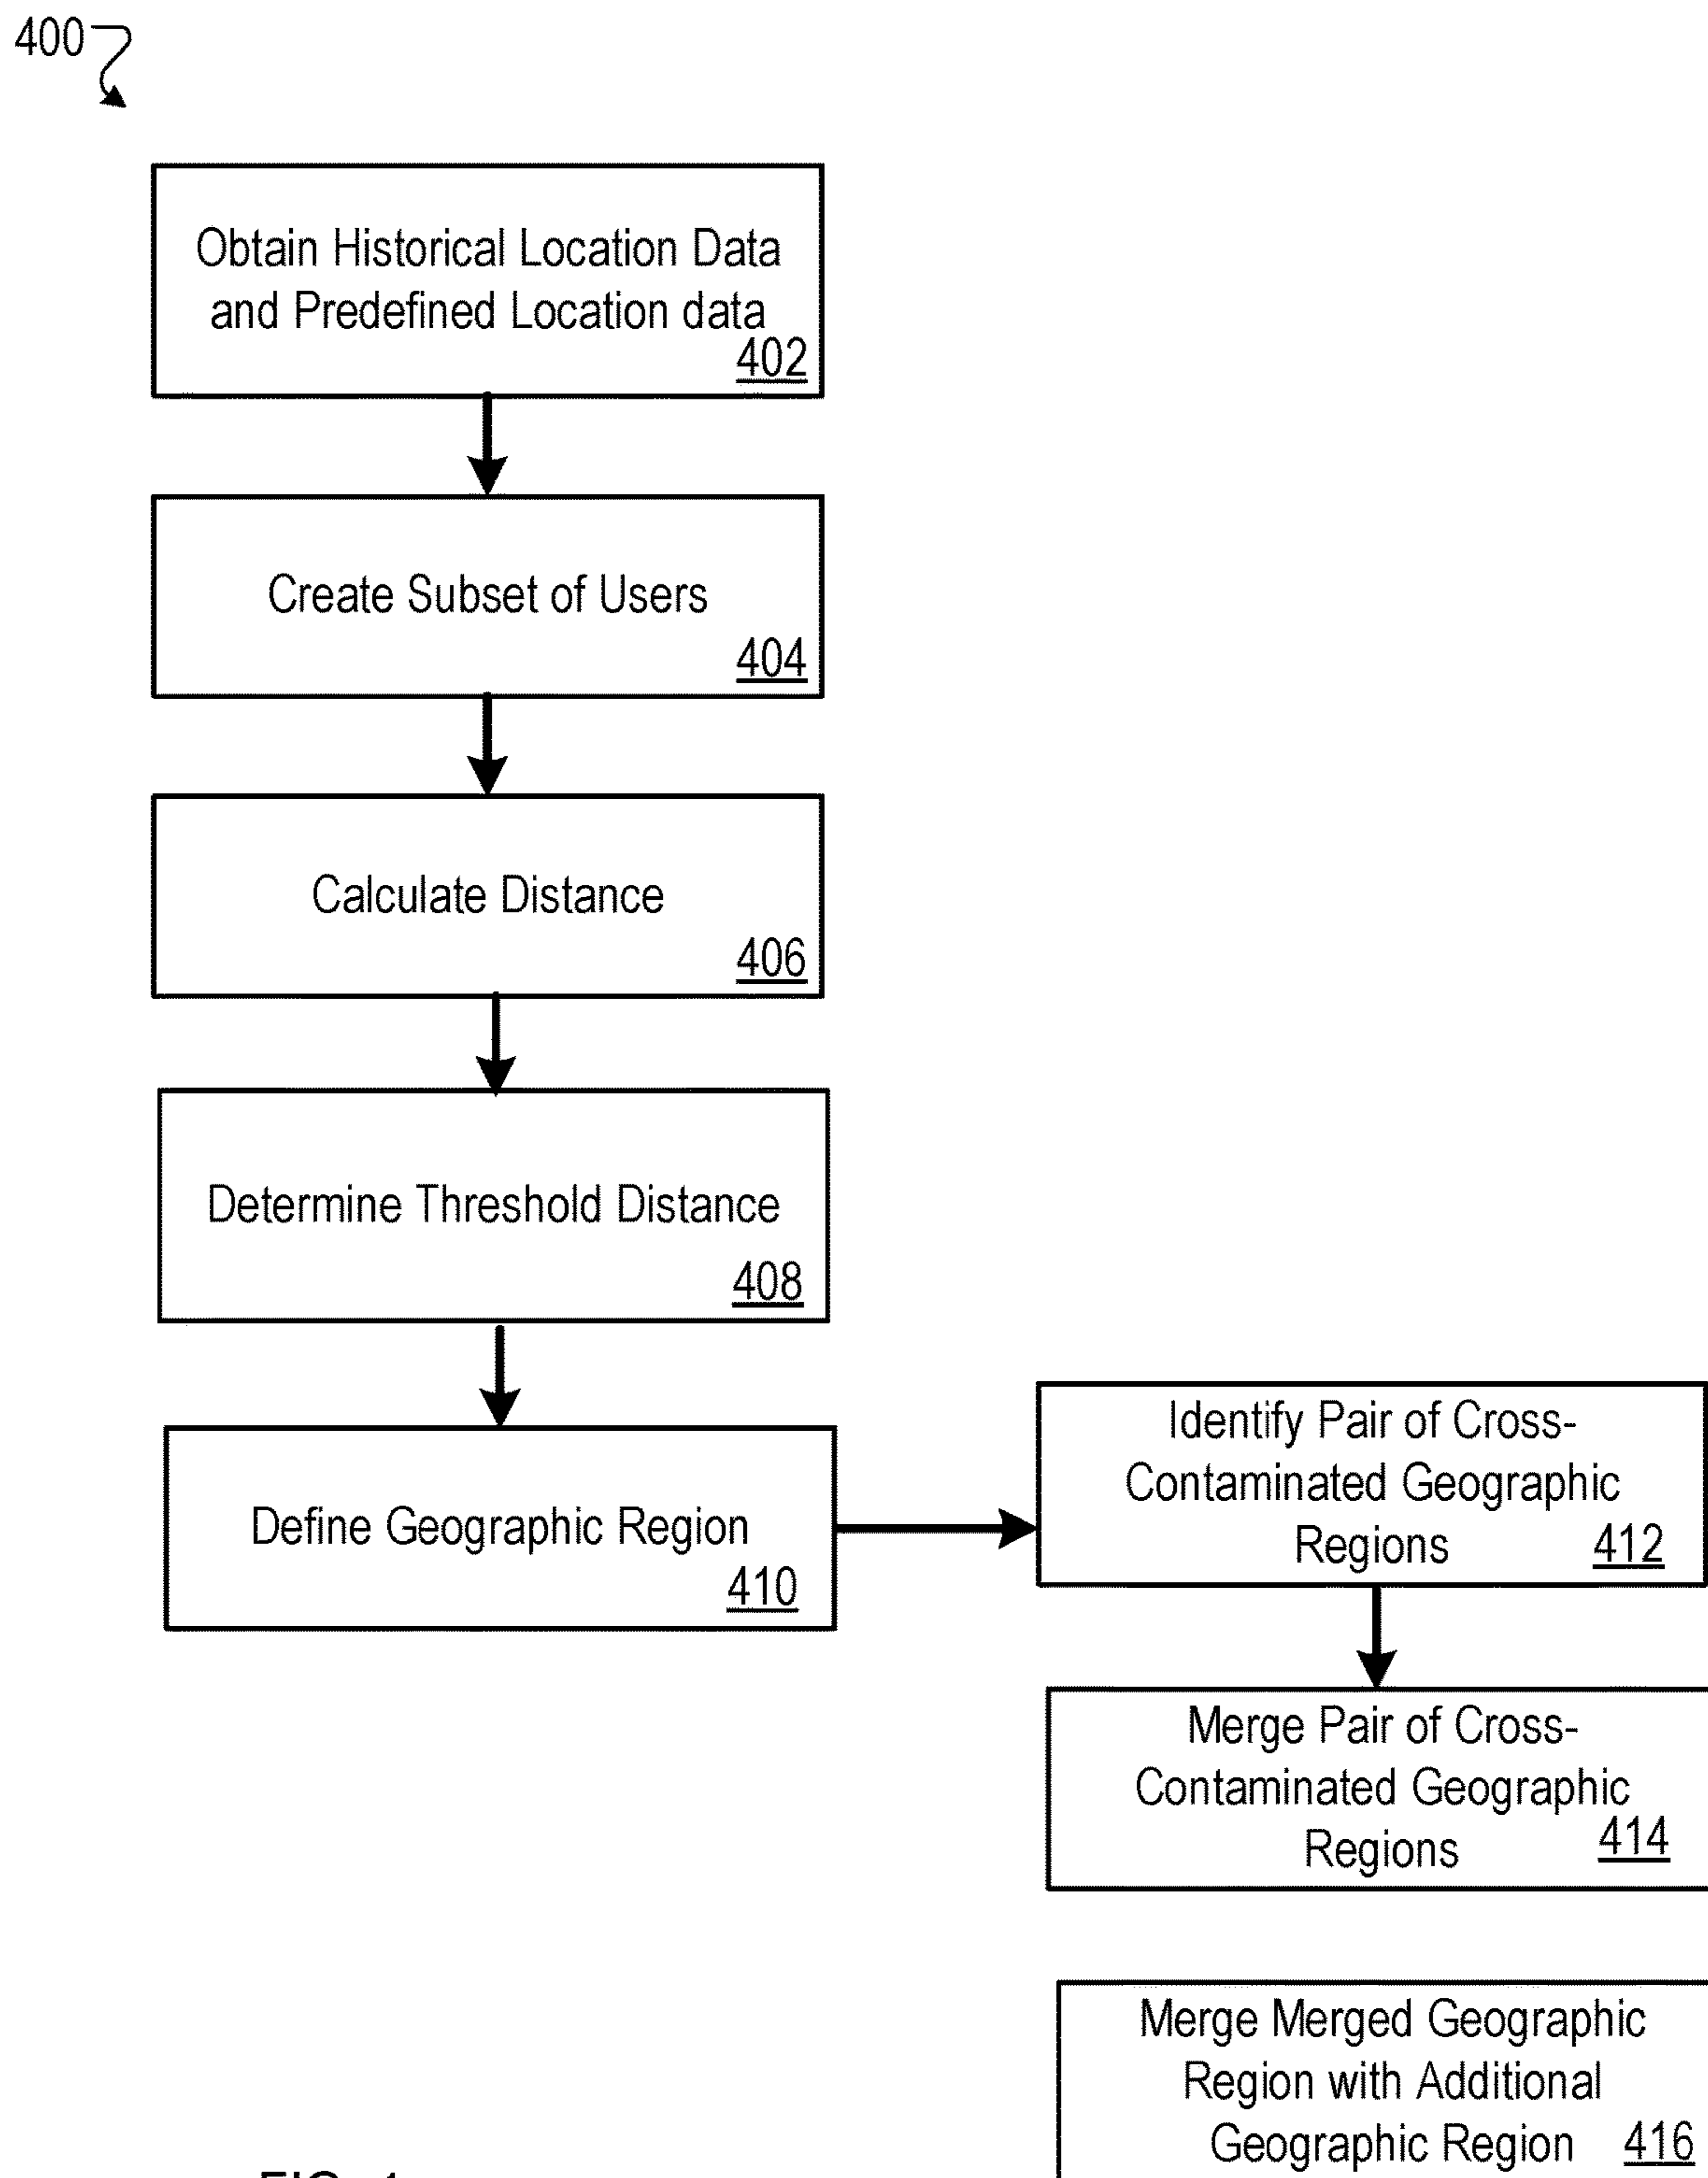 400
Obtain Historical Location Data
and Predefined Location data
402
Create Subset of Users
404
Calculate Distance
406
Determine Threshold Distance
408
Define Geographic Region
410
Identify Pair of Cross-
Contaminated Geographic
Regions 412
Merge Pair of Cross-
Contaminated Geographic
Regions 414
Merge Merged Geographic
Region with Additional
Geographic Region 416